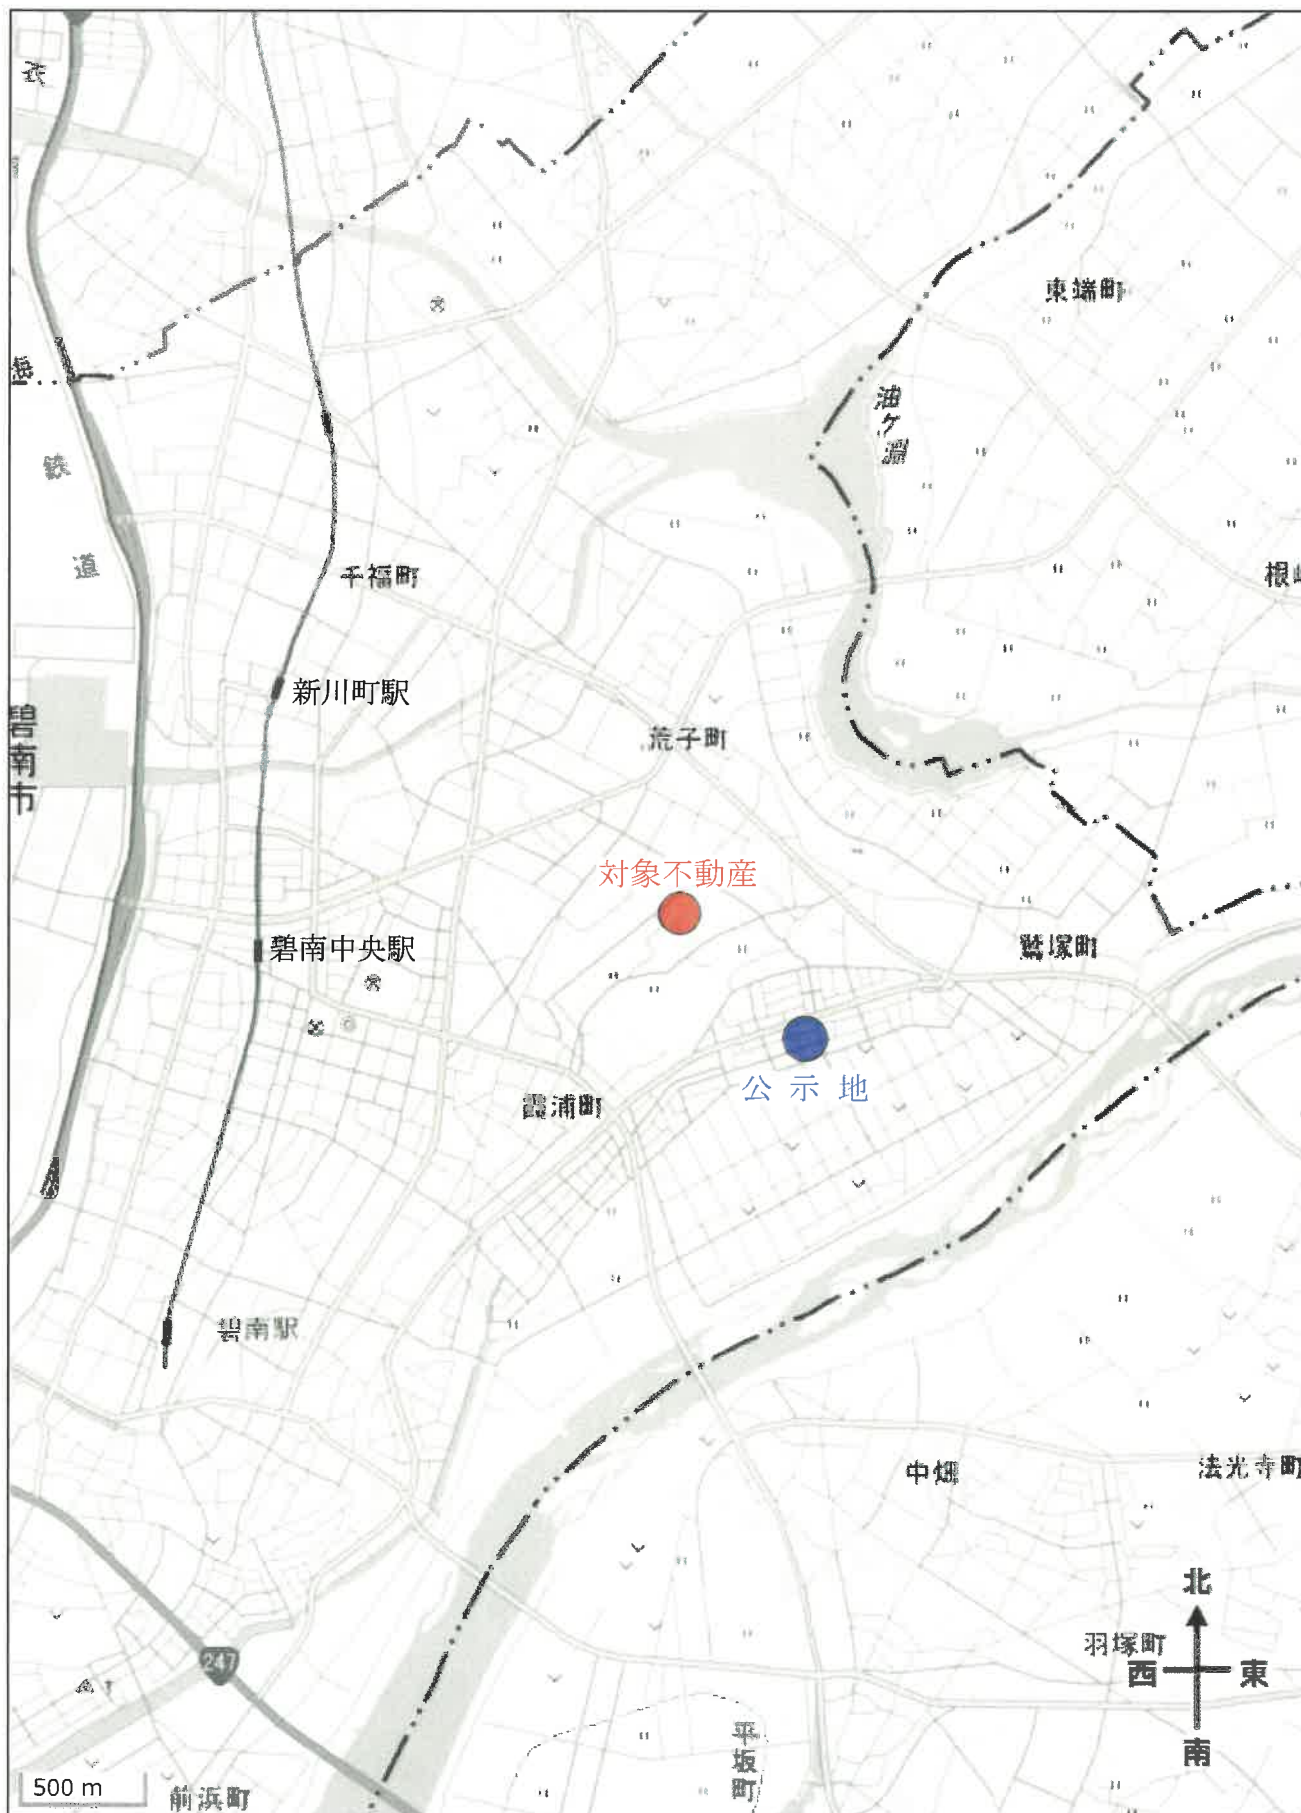 東端町
油ヶ淵
鉄道
千福町
根
新川町駅
碧南市
荒子町
対象不動産
碧南中央駅
鷲塚町
公示地
霞浦町
碧南駅
中畑
法光寺町
北
羽塚町
西
東
247
南
平坂町
500 m
前浜町